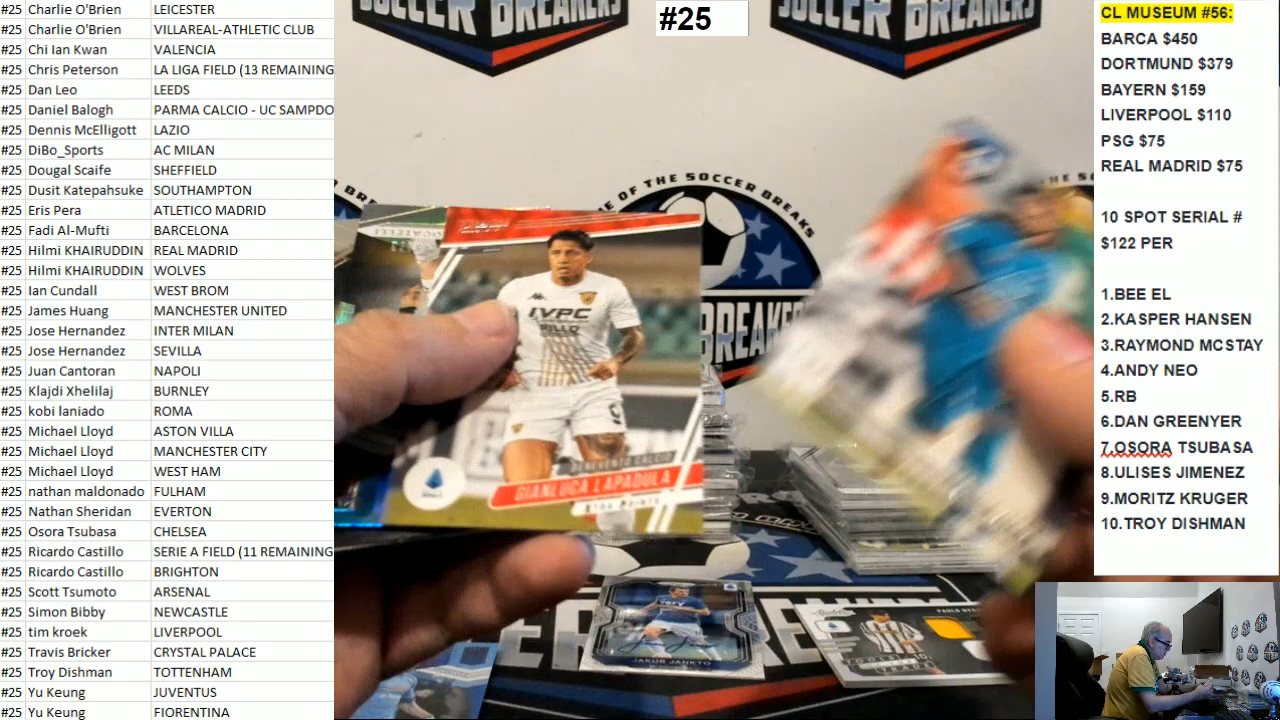 #25 Charlie O'Brien LEICESTER
#25 Charlie O'Brien VILLAREAL-ATHLETIC CLUB
#25 Chi Ian Kwan VALENCIA
#25 Chris Peterson LA LIGA FIELD (13 REMAINING
#25 Dan Leo LEEDS
#25 Daniel Balogh PARMA CALCIO - UC SAMPDO
#25 Dennis McElligott LAZIO
#25 DiBo_Sports AC MILAN
#25 Dougal Scaife SHEFFIELD
#25 Dusit Katepahsuke SOUTHAMPTON
#25 Eris Pera ATLETICO MADRID
#25 Fadi Al-Mufti BARCELONA
#25 Hilmi KHAIRUDDIN REAL MADRID
#25 Hilmi KHAIRUDDIN WOLVES
#25 Ian Cundall WEST BROM
#25 James Huang MANCHESTER UNITED
#25 Jose Hernandez INTER MILAN
#25 Jose Hernandez SEVILLA
#25 Juan Cantoran NAPOLI
#25 Klajdi Xhelilaj BURNLEY
#25 kobi laniado ROMA
#25 Michael Lloyd ASTON VILLA
#25 Michael Lloyd MANCHESTER CITY
#25 Michael Lloyd WEST HAM
#25 nathan maldonado FULHAM
#25 Nathan Sheridan EVERTON
#25 Osora Tsubasa CHELSEA
#25 Ricardo Castillo SERIE A FIELD (11 REMAINING
#25 Ricardo Castillo BRIGHTON
#25 Scott Tsumoto ARSENAL
#25 Simon Bibby NEWCASTLE
#25 tim kroek LIVERPOOL
#25 Travis Bricker CRYSTAL PALACE
#25 Troy Dishman TOTTENHAM
#25 Yu Keung JUVENTUS
#25 Yu Keung FIORENTINA
SOCCER BREAKERS
#25
SOCCER BREAKERS
OF THE SOCCER BREAKS
BREAKE
IVPC
RILLO
BENEVENTO CALCIO
GIANLUCA LAPADULA
JAKUB JANKTO
CL MUSEUM #56:
BARCA $450
DORTMUND $379
BAYERN $159
LIVERPOOL $110
PSG $75
REAL MADRID $75
10 SPOT SERIAL #
$122 PER
1.BEE EL
2.KASPER HANSEN
3.RAYMOND MCSTAY
4.ANDY NEO
5.RB
6.DAN GREENYER
7.OSORA TSUBASA
8.ULISES JIMENEZ
9.MORITZ KRUGER
10.TROY DISHMAN